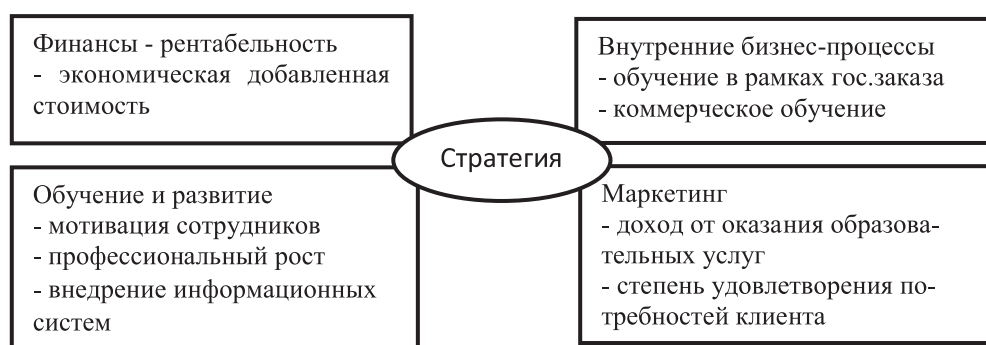 Финансы - рентабельность
- экономическая добавленная
стоимость
Внутренние бизнес-процессы
- обучение в рамках гос.заказа
- коммерческое обучение
Стратегия
Обучение и развитие
- мотивация сотрудников
- профессиональный рост
- внедрение информационных
систем
Маркетинг
- доход от оказания образова-
тельных услуг
- степень удовлетворения по-
требностей клиента